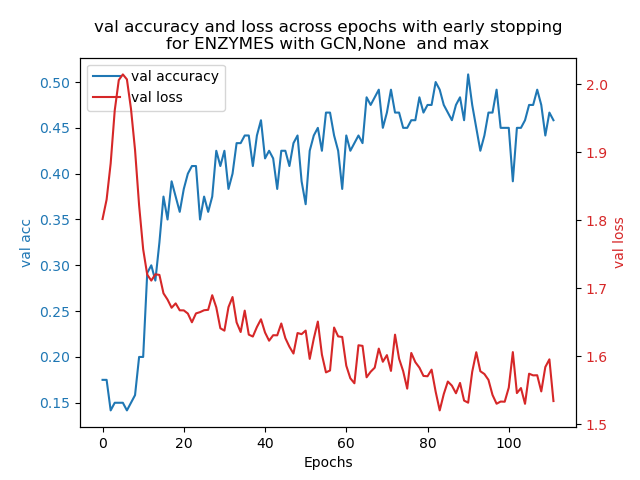 val accuracy and loss across epochs with early stopping
for ENZYMES with GCN,None  and max
val accuracy
val loss
0.50
0.45
0.40
0.35
0.30
0.25
0.20
0.15
val acc
2.0
1.9
1.8
1.7
1.6
1.5
val loss
0 20 40 60 80 100
Epochs